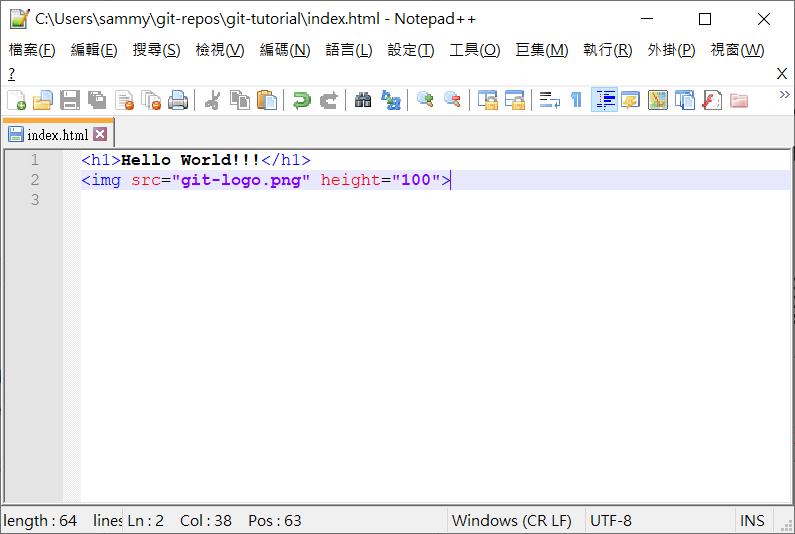 C:\Users\sammy\git-repos\git-tutorial\index.html - Notepad++
檔案(F) 編輯(E) 搜尋(S) 檢視(V) 編碼(N) 語言(L) 設定(T) 工具(O) 巨集(M) 執行(R) 外掛(P) 視窗(W)
? X
index.html
1 <h1>Hello World!!!</h1>
2 <img src="git-logo.png" height="100">
3
length : 64 lines Ln : 2 Col : 38 Pos : 63 Windows (CR LF) UTF-8 INS